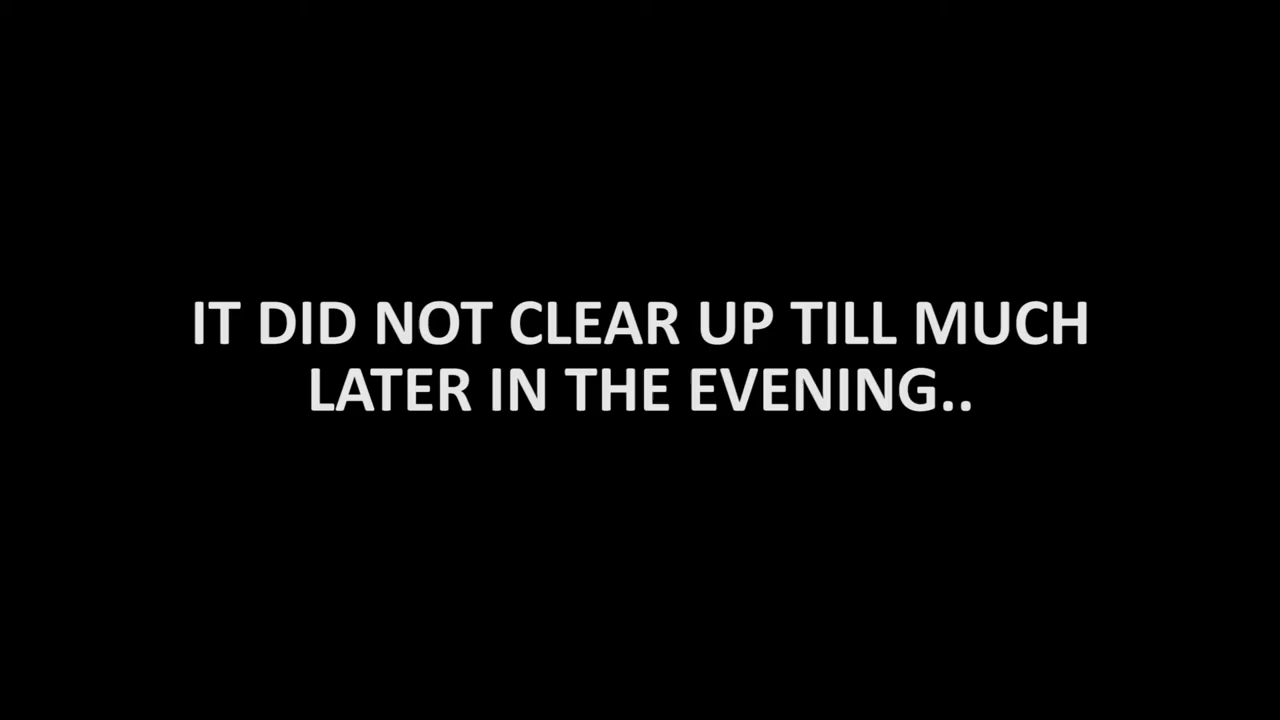 IT DID NOT CLEAR UP TILL MUCH
LATER IN THE EVENING..